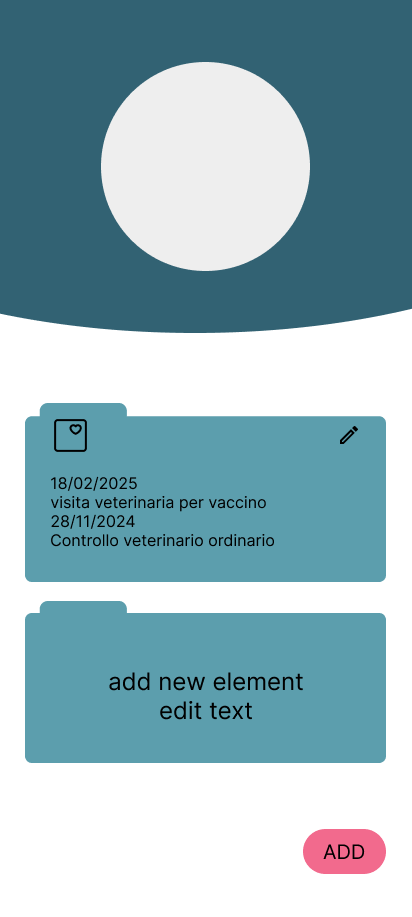 18/02/2025
visita veterinaria per vaccino
28/11/2024
Controllo veterinario ordinario
add new element
edit text
ADD